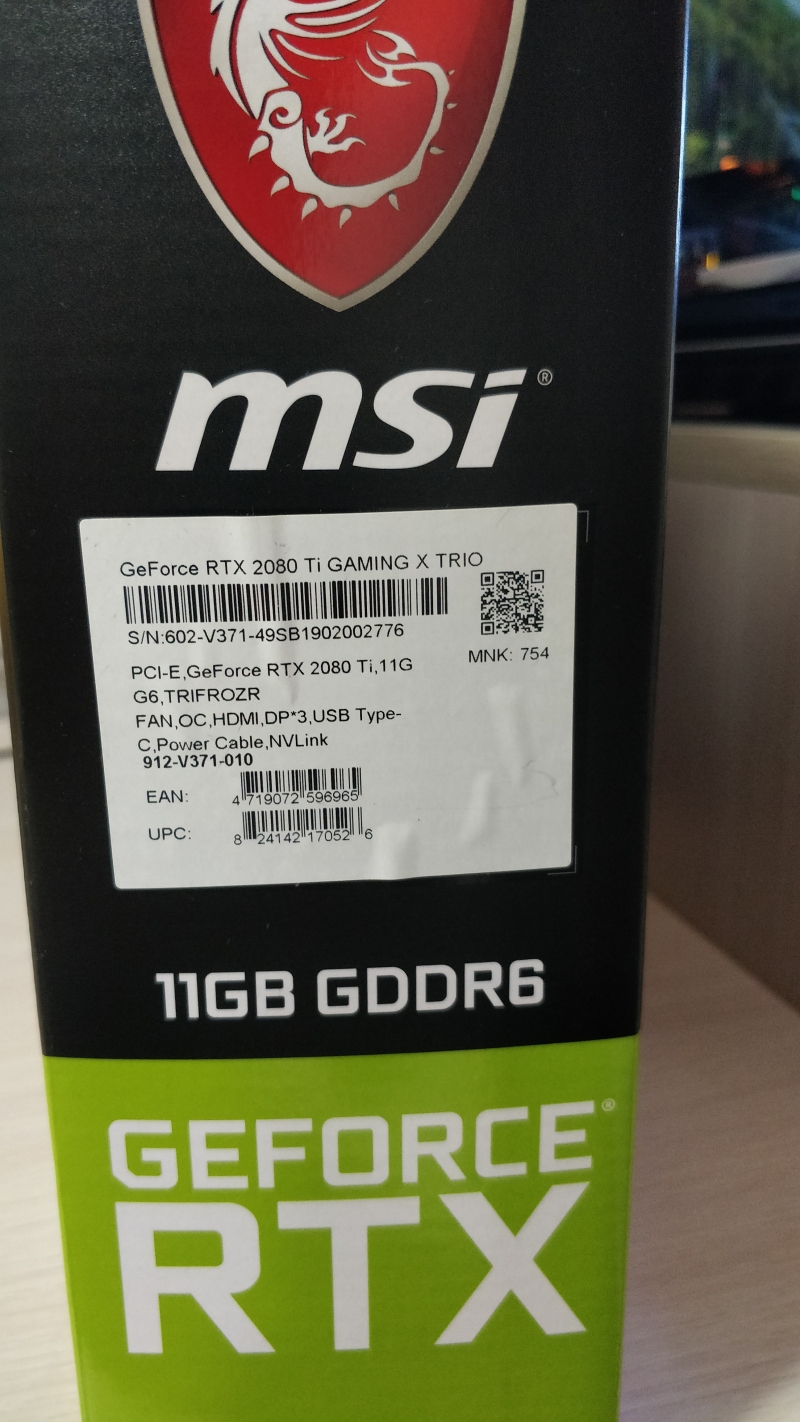 msi®
GeForce RTX 2080 Ti GAMING X TRIO
S/N:602-V371-49SB1902002776
MNK: 754
PCI-E,GeForce RTX 2080 Ti,11G
G6,TRIFROZR
FAN,OC,HDMI,DP*3,USB Type-
C,Power Cable,NVLink
912-V371-010
EAN: 4 719072 596965
UPC: 8 24142 17052 6
11GB GDDR6
GEFORCE®
RTX